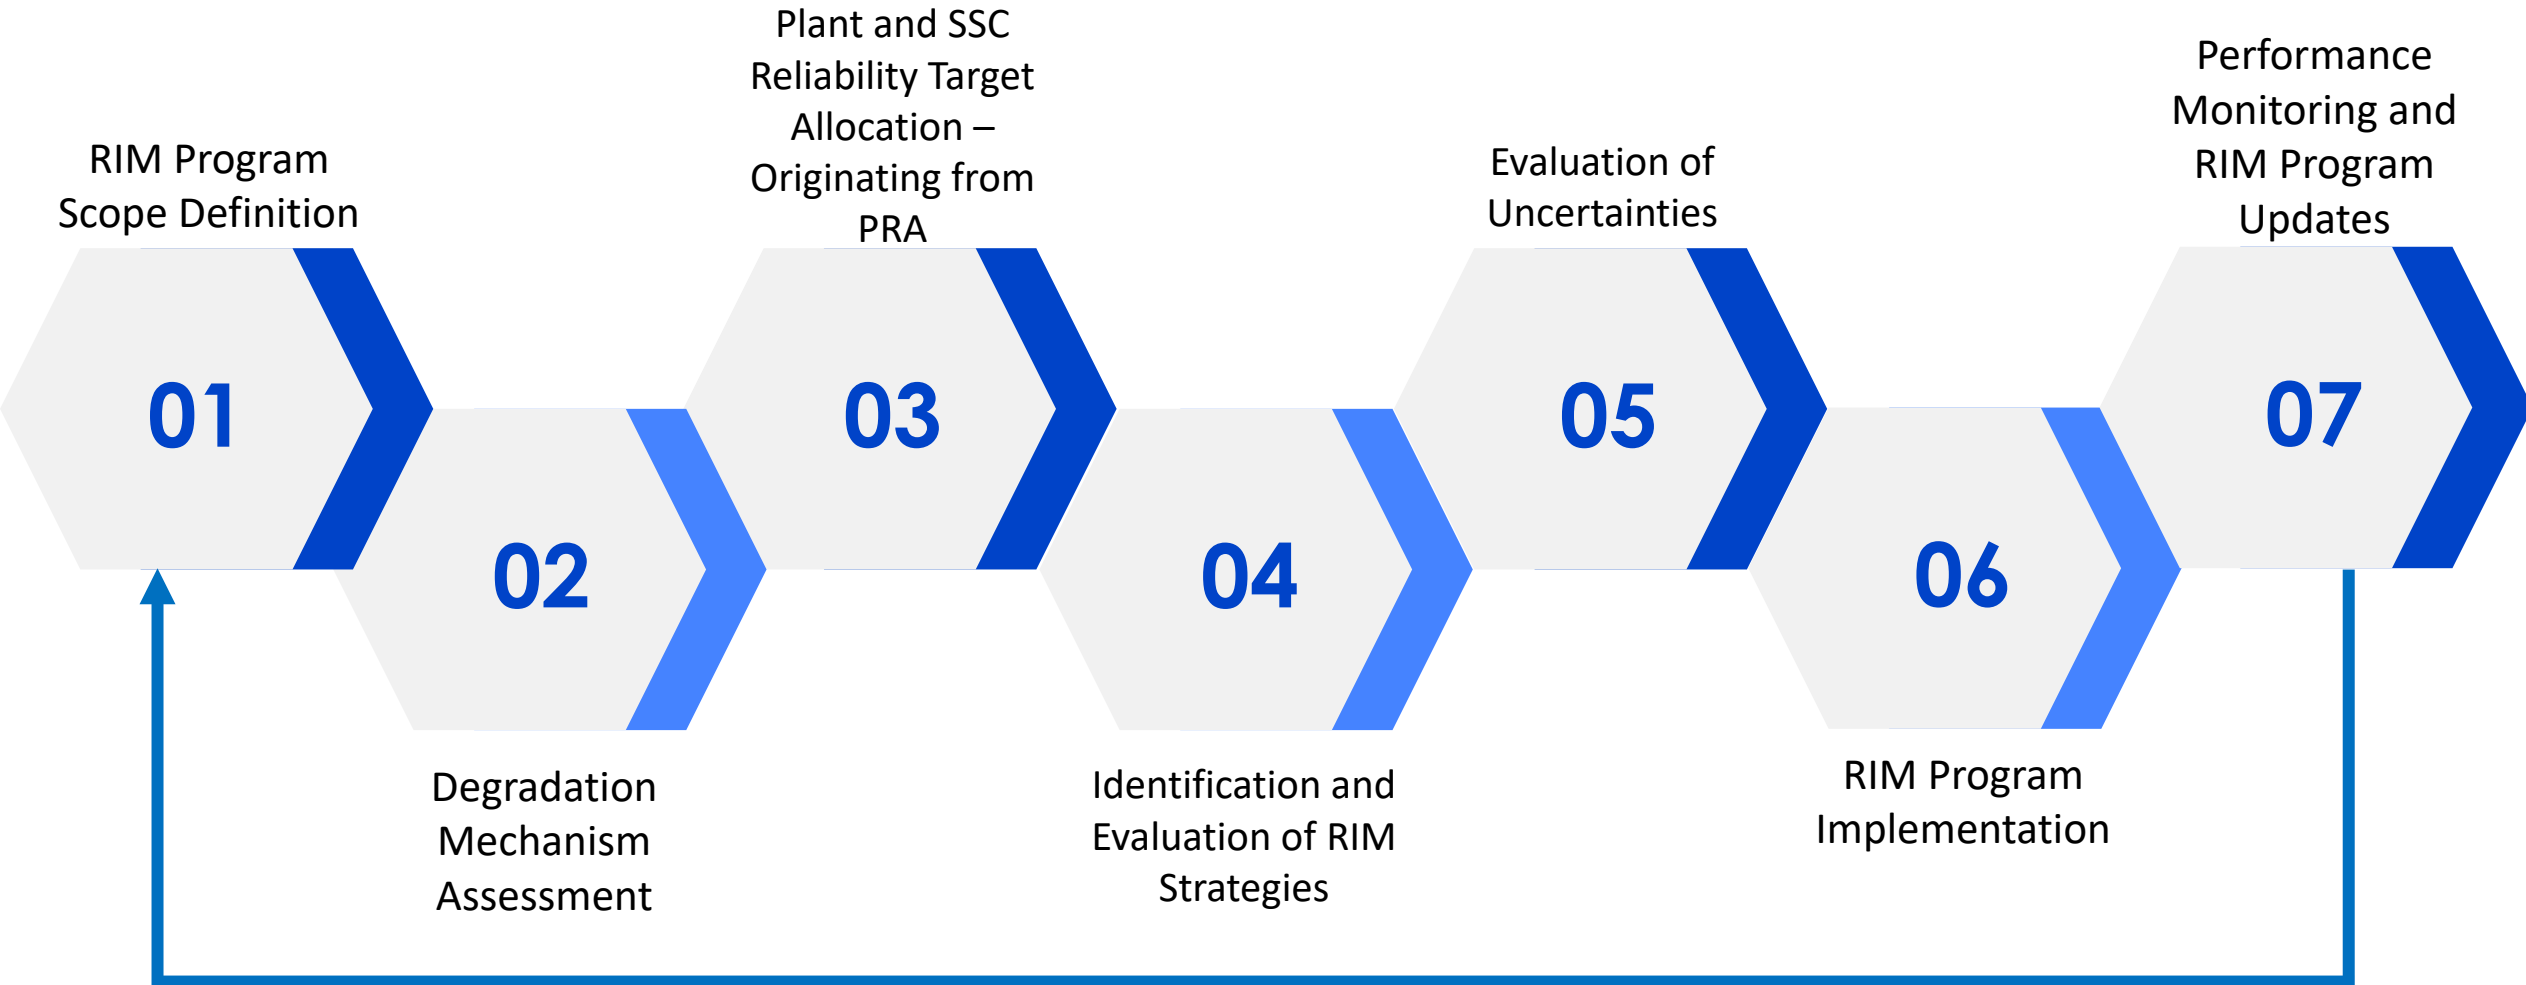 RIM Program
Scope Definition
01
02
Degradation
Mechanism
Assessment
Plant and SSC
Reliability Target
Allocation –
Originating from
PRA
03
04
Identification and
Evaluation of RIM
Strategies
Evaluation of
Uncertainties
05
06
RIM Program
Implementation
Performance
Monitoring and
RIM Program
Updates
07